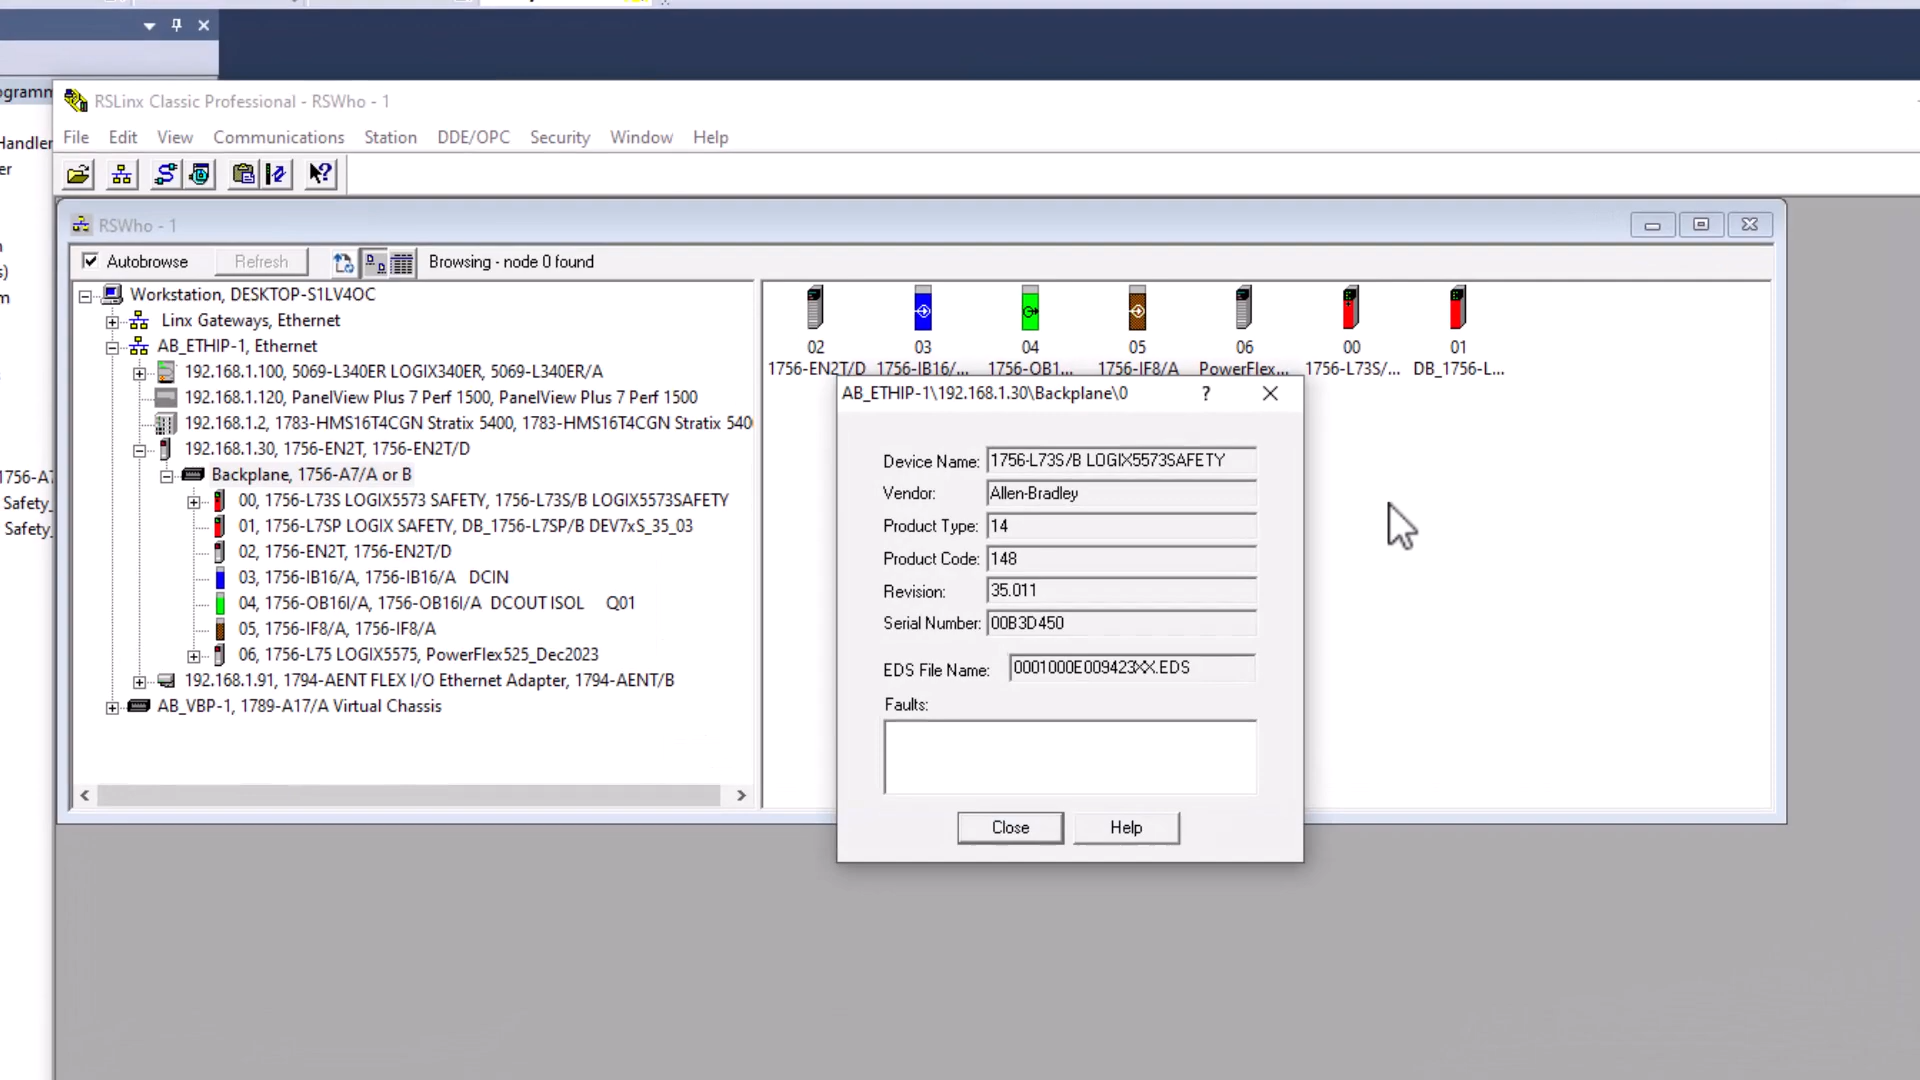 ogramm
Handler
er
s)
1756-A7
Safety_
Safety_
RSLinx Classic Professional - RSWho - 1
File Edit View Communications Station DDE/OPC Security Window Help
RSWho - 1
Autobrowse Refresh Browsing - node 0 found
Workstation, DESKTOP-S1LV4OC
Linx Gateways, Ethernet
AB_ETHIP-1, Ethernet
192.168.1.100, 5069-L340ER LOGIX340ER, 5069-L340ER/A
192.168.1.120, PanelView Plus 7 Perf 1500, PanelView Plus 7 Perf 1500
192.168.1.2, 1783-HMS16T4CGN Stratix 5400, 1783-HMS16T4CGN Stratix 540
192.168.1.30, 1756-EN2T, 1756-EN2T/D
Backplane, 1756-A7/A or B
00, 1756-L73S LOGIX5573 SAFETY, 1756-L73S/B LOGIX5573SAFETY
01, 1756-L7SP LOGIX SAFETY, DB_1756-L7SP/B DEV7xS_35_03
02, 1756-EN2T, 1756-EN2T/D
03, 1756-IB16/A, 1756-IB16/A DCIN
04, 1756-OB16I/A, 1756-OB16I/A DCOUT ISOL Q01
05, 1756-IF8/A, 1756-IF8/A
06, 1756-L75 LOGIX5575, PowerFlex525_Dec2023
192.168.1.91, 1794-AENT FLEX I/O Ethernet Adapter, 1794-AENT/B
AB_VBP-1, 1789-A17/A Virtual Chassis
02 03 04 05 06 00 01
1756-EN2T/D 1756-IB16/... 1756-OB1... 1756-IF8/A PowerFlex... 1756-L73S/... DB_1756-L...
AB_ETHIP-1\192.168.1.30\Backplane\0 ?
Device Name: 1756-L73S/B LOGIX5573SAFETY
Vendor: Allen-Bradley
Product Type: 14
Product Code: 148
Revision: 35.011
Serial Number: 00B3D450
EDS File Name: 0001000E009423XX.EDS
Faults:
Close Help